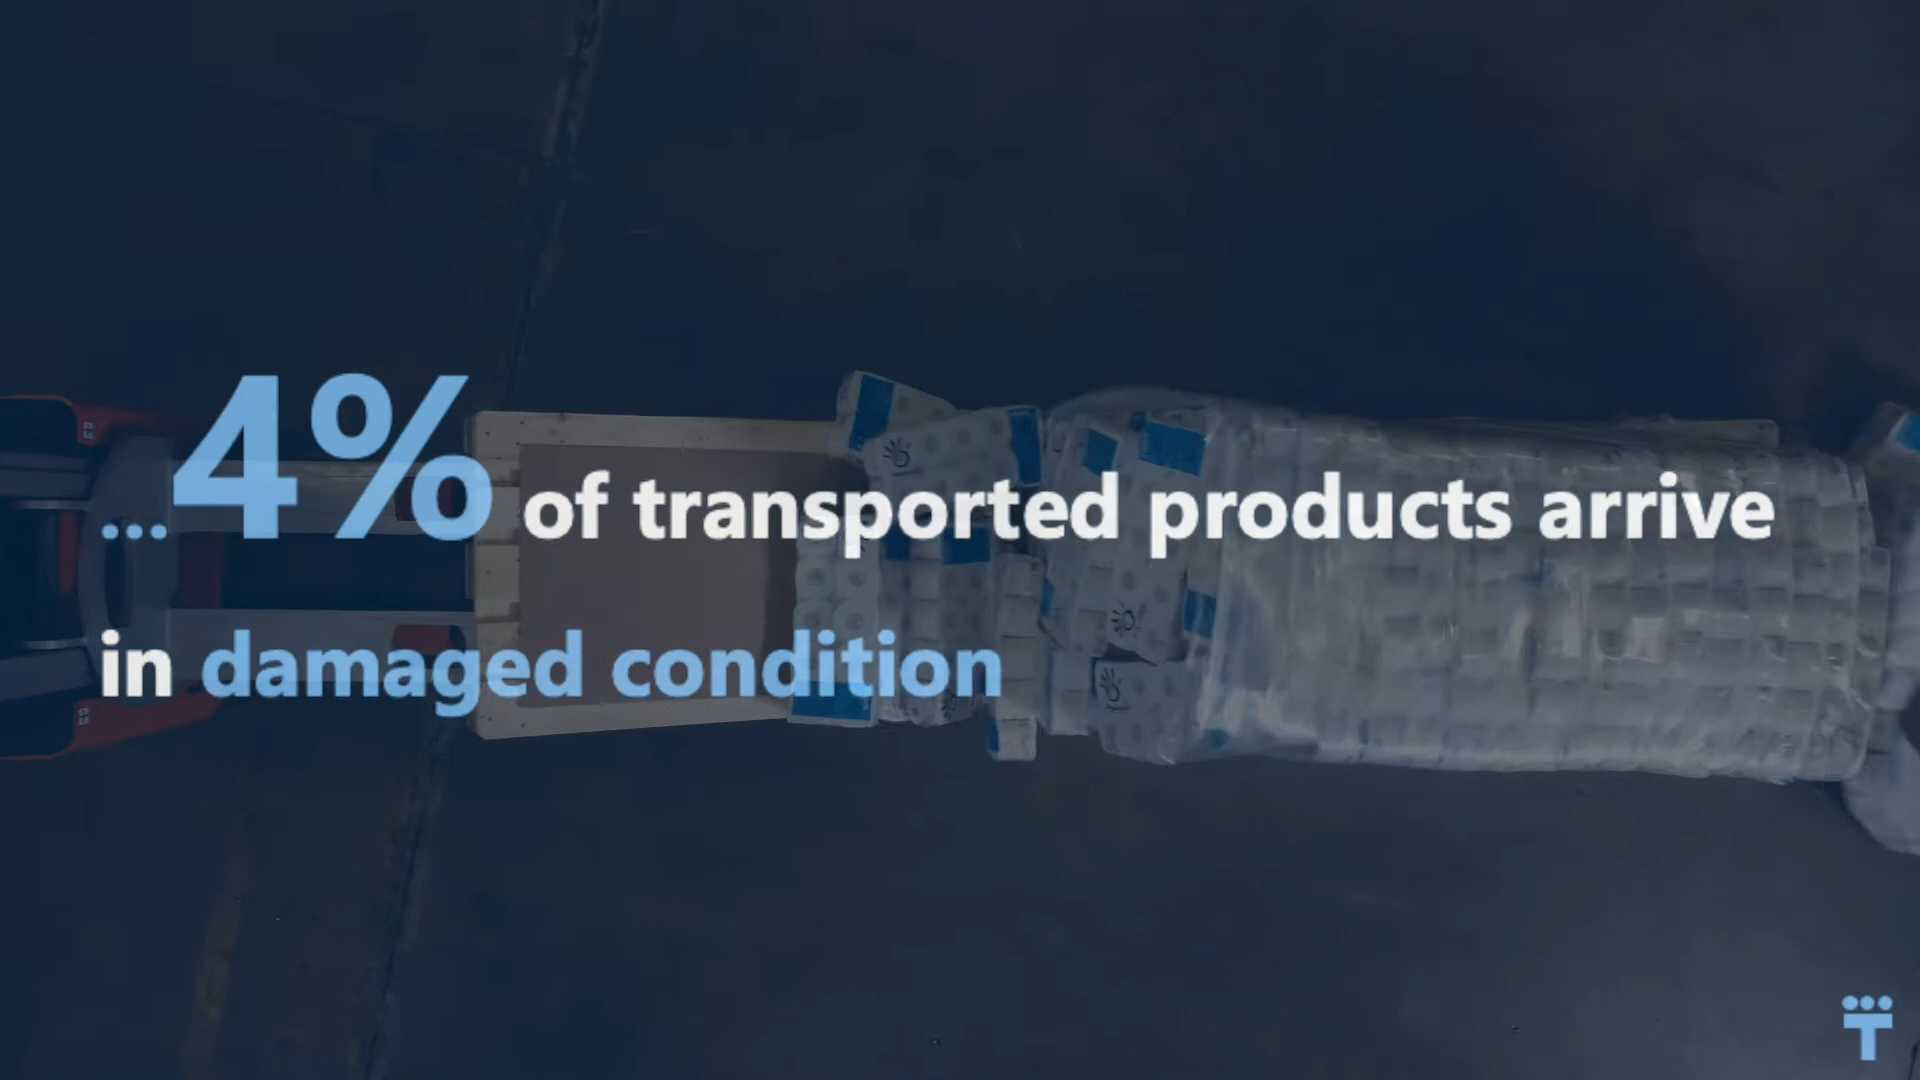 ...4% of transported products arrive
in damaged condition